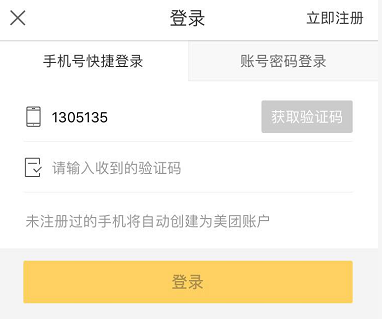 登录 立即注册
手机号快捷登录 账号密码登录
1305135 获取验证码
请输入收到的验证码
未注册过的手机将自动创建为美团账户
登录